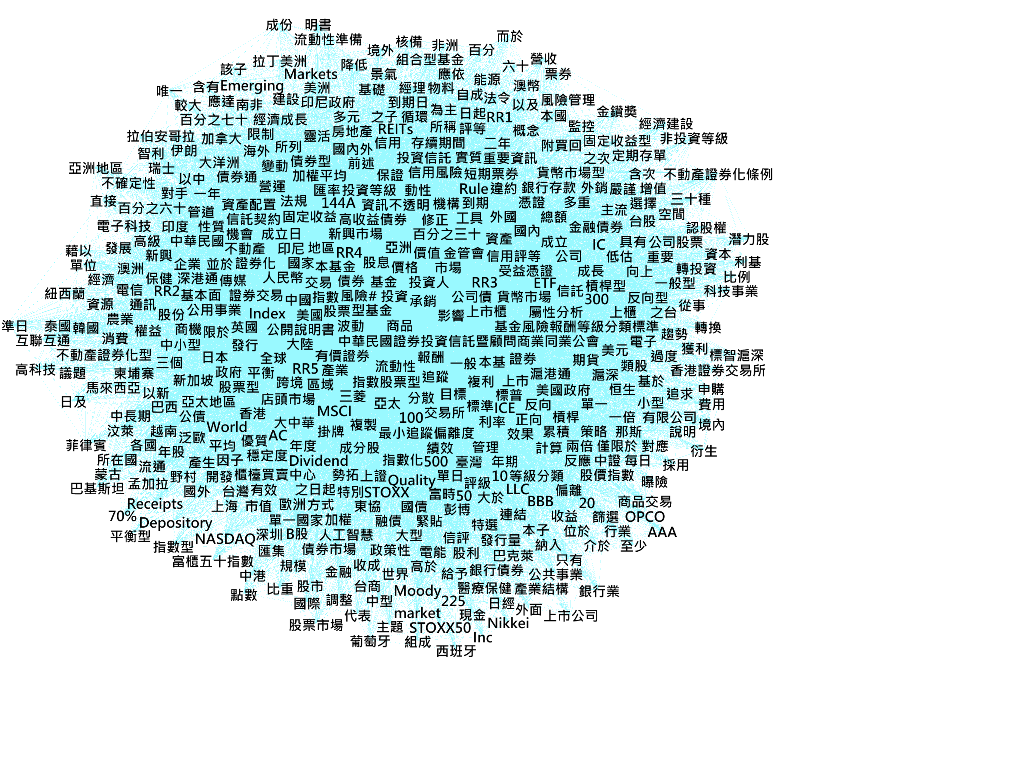 成份 明書
流動性準備 而於
境外 核備 非洲 百分
拉丁美洲 降低 組合型基金 營收
該子 Markets 景氣 應依 六十 票券
唯一 含有Emerging 美洲 基礎 經理 物料 能源 澳幣
較大 應達 南非 建設 印尼政府 到期日 自成 法令 以及 風險管理
百分之七十 經濟成長 多元 之子 循環 為主 日起 RR1 本國 金鑽獎
拉伯安哥拉 加拿大 限制 靈活 房地產 REITs 所稱 評等 概念 監控 經濟建設
智利 伊朗 海外 所列 國內外 信用 存續期間 二年 附買回 固定收益型 非投資等級
亞洲地區 瑞士 大洋洲 變動 債券型 前述 投資信託 實質 重要資訊 之次 定期存單
不確定性 以中 債券通 營運 加權平均 保證 信用風險 短期票券 貨幣市場型 含次 不動產證券化條例
直接 對手 一年 資產配置 法規 匯率 投資等級 動性 Rule 違約 銀行存款 外銷 嚴謹 增值
百分之六十 管道 信託契約 固定收益 144A 資訊不透明 機構 到期 憑證 多重 選擇 三十種
電子科技 印度 性質 機會 成立日 高收益債券 修正 工具 外國 總額 主流 台股 空間
藉以 發展 高級 中華民國 新興市場 百分之三十 資產 國內 金融債券 認股權
新興 不動產 印尼 地區 RR4 亞洲 價值 金管會 信用評等 成立 IC 具有 公司股票 潛力股
單位 澳洲 企業 並於 證券化 國家 本基金 股息 價格 市場 受益憑證 公司 低估 重要 資本
經濟 保健 深港通 傳媒 人民幣 交易 債券 基金 投資人 RR3 ETF 成長 向上 轉投資 利基
紐西蘭 電信 RR2 基本面 證券交易 中國 指數 風險# 投資 承銷 公司債 貨幣市場 信託 槓桿型 一般型 比例
資源 通訊 股份 公用事業 Index 美國 股票型基金 影響 上市櫃 屬性分析 300 反向型 從事 科技事業
準日 泰國 韓國 農業 權益 商機 限於 英國 公開說明書 波動 商品 基金風險報酬等級分類標準 上櫃 之台 趨勢 轉換
互聯互通 消費 中小型 發行 大陸 中華民國證券投資信託暨顧問商業同業公會 電子 獲利
不動產證券化型 三個 日本 全球 有價證券 報酬 一般 本基 證券 期貨 美元 過度 標智滬深
高科技 議題 柬埔寨 政府 平衡 RR5 產業 流動性 滬港通 滬深 類股 香港證券交易所
馬來西亞 以新 新加坡 股票型 跨境 區域 指數股票型 追蹤 複利 上市 美國政府 恒生 基於 申購
日及 巴西 亞太地區 店頭市場 三菱 亞太 分散 目標 標普 反向 單一 小型 追求 費用
中長期 公債 香港 MSCI 複製 100 交易所 標準 ICE 正向 槓桿 一倍 有限公司 境內
汶萊 越南 泛歐 World 大中華 掛牌 最小追蹤偏離度 利率 效果 累積 策略 那斯 說明
菲律賓 各國 年股 平均 優質 AC 年度 成分股 績效 管理 計算 兩倍 僅限於 對應 衍生
所在國 流通 產生 因子 穩定度 Dividend 指數化 500 臺灣 年期 反應 中證 每日 採用
蒙古 孟加拉 野村 開發 櫃檯買賣中心 勢拓 上證 Quality 單日 評級 10 等級分類 股價指數 曝險
巴基斯坦 國外 台灣 有效 之日起 特別 STOXX 富時 50 大於 LLC 偏離
Receipts 上海 市值 歐洲 方式 東協 國債 彭博 連結 BBB 20 商品交易
70% Depository 單一國家 加權 融債 緊貼 特選 本子 收益 篩選 OPCO
平衡型 NASDAQ 深圳 B股 人工智慧 大型 信評 發行量 位於 行業 AAA
指數型 匯集 債券市場 政策性 電能 股利 巴克萊 納入 介於 至少
富櫃五十指數 規模 金融 收成 世界 高於 給予 銀行債券 只有
中港 比重 股市 台商 Moody 醫療保健 產業結構 公共事業 銀行業
點數 國際 調整 中型 225 日經 外面
股票市場 代表 market 現金 Nikkei 上市公司
主題 STOXX50 Inc
葡萄牙 組成
西班牙